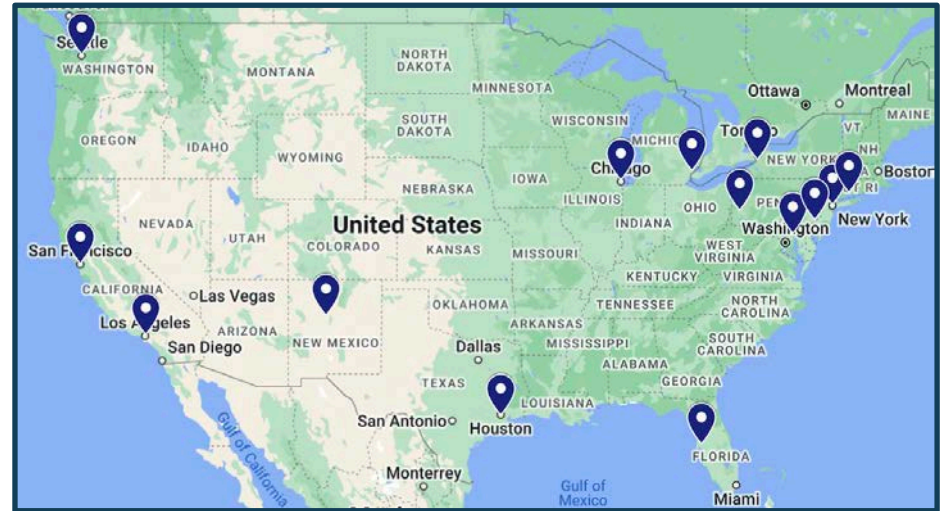 Seattle
WASHINGTON
MONTANA
NORTH
DAKOTA
MINNESOTA
Ottawa
Montreal
MAINE
OREGON
IDAHO
SOUTH
DAKOTA
WISCONSIN
VT
NH
WYOMING
NEW YORK
Boston
IOWA
NEBRASKA
ILLINOIS
INDIANA
OHIO
RI
New York
NEVADA
UTAH
COLORADO
United States
KANSAS
MISSOURI
WEST
VIRGINIA
Washington
KENTUCKY
VIRGINIA
San Francisco
CALIFORNIA
Las Vegas
Los Angeles
San Diego
ARIZONA
NEW MEXICO
OKLAHOMA
ARKANSAS
TENNESSEE
NORTH
CAROLINA
SOUTH
CAROLINA
Dallas
MISSISSIPPI
ALABAMA
GEORGIA
TEXAS
LOUISIANA
San Antonio
Houston
Gulf of California
FLORIDA
Monterrey
Gulf of
Mexico
Miami